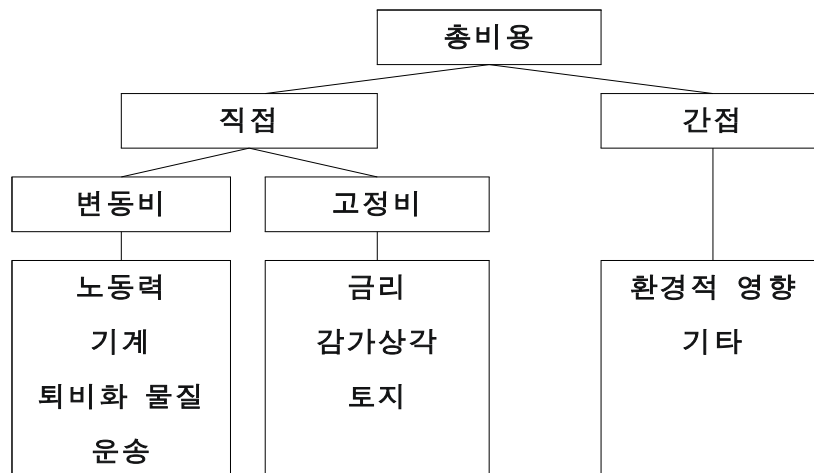 총비용
직접
간접
변동비
고정비
노동력
기계
퇴비화 물질
운송
금리
감가상각
토지
환경적 영향
기타